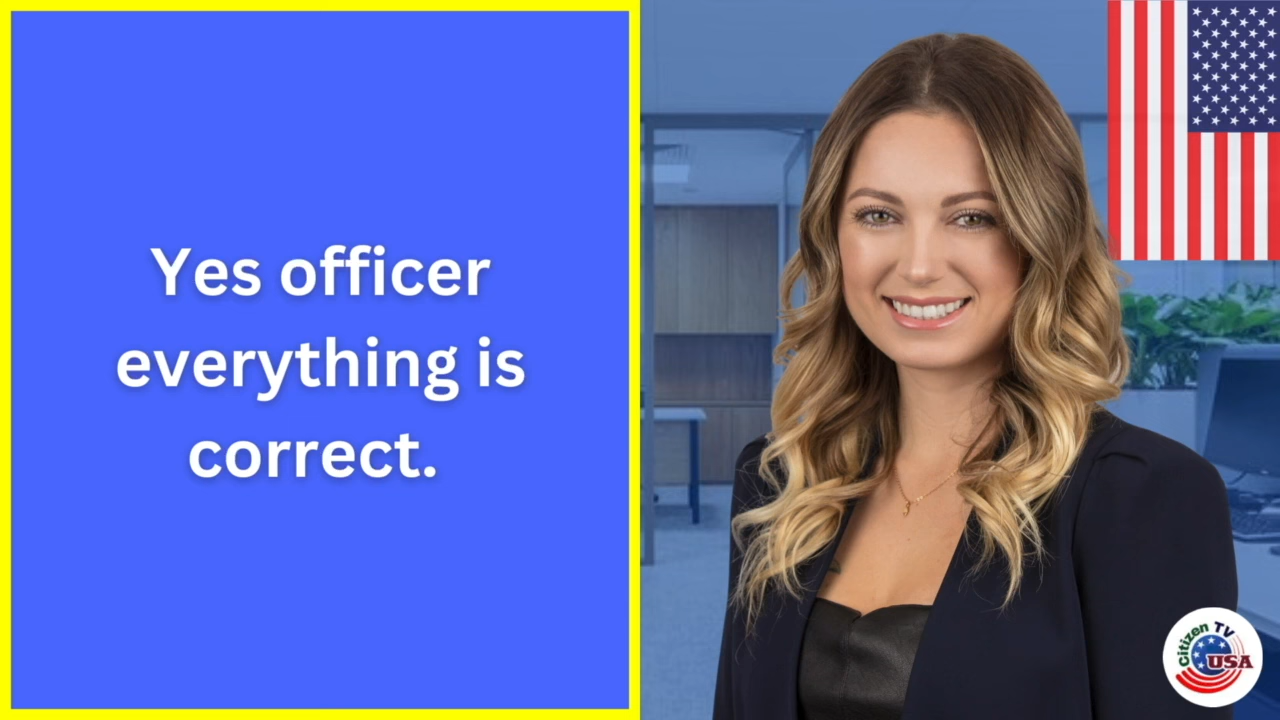 Yes officer
everything is
correct.
Citizen TV
USA